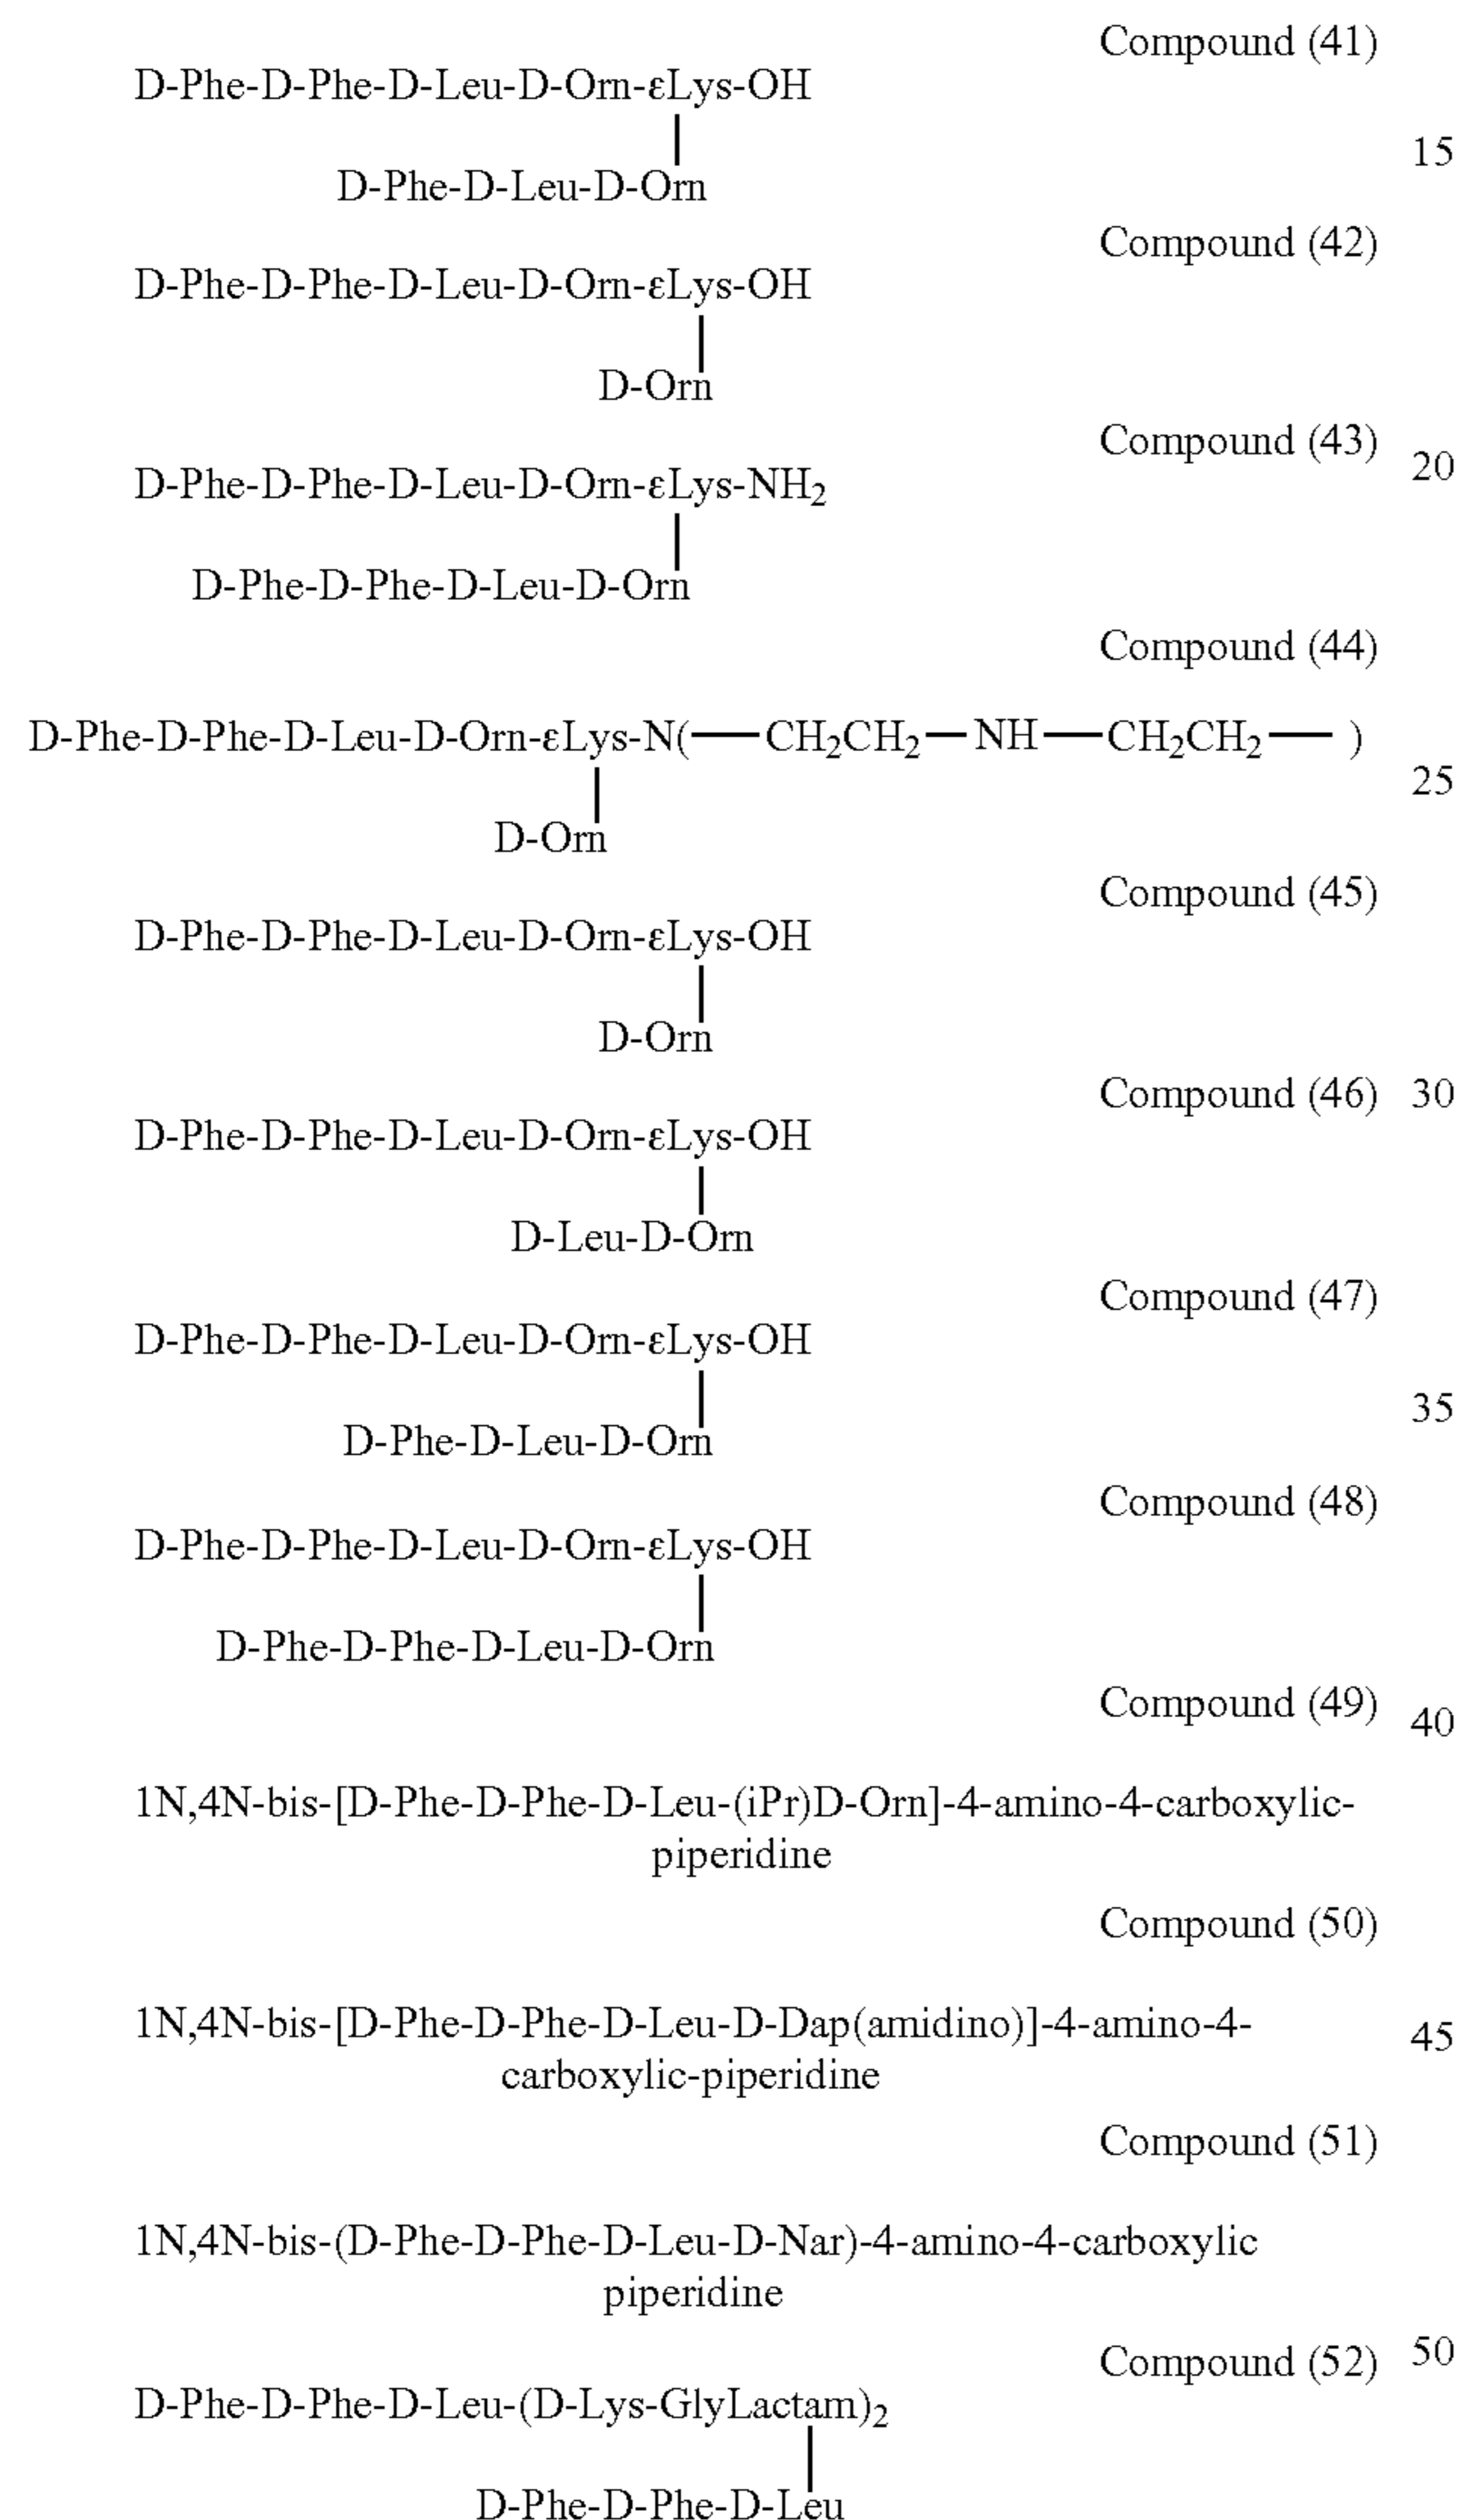 Compound (41)
D-Phe-D-Phe-D-Leu-D-Orn-εLys-OH
15
D-Phe-D-Leu-D-Orn
Compound (42)
D-Phe-D-Phe-D-Leu-D-Orn-εLys-OH
D-Orn
Compound (43)
20
D-Phe-D-Phe-D-Leu-D-Orn-εLys-NH₂
D-Phe-D-Phe-D-Leu-D-Orn
Compound (44)
D-Phe-D-Phe-D-Leu-D-Orn-εLys-N(—CH₂CH₂—NH—CH₂CH₂—)
25
D-Orn
Compound (45)
D-Phe-D-Phe-D-Leu-D-Orn-εLys-OH
D-Orn
Compound (46) 30
D-Phe-D-Phe-D-Leu-D-Orn-εLys-OH
D-Leu-D-Orn
Compound (47)
D-Phe-D-Phe-D-Leu-D-Orn-εLys-OH
35
D-Phe-D-Leu-D-Orn
Compound (48)
D-Phe-D-Phe-D-Leu-D-Orn-εLys-OH
D-Phe-D-Phe-D-Leu-D-Orn
Compound (49)
40
1N,4N-bis-[D-Phe-D-Phe-D-Leu-(iPr)D-Orn]-4-amino-4-carboxylic-
piperidine
Compound (50)
1N,4N-bis-[D-Phe-D-Phe-D-Leu-D-Dap(amidino)]-4-amino-4-
45
carboxylic-piperidine
Compound (51)
1N,4N-bis-(D-Phe-D-Phe-D-Leu-D-Nar)-4-amino-4-carboxylic
piperidine
Compound (52) 50
D-Phe-D-Phe-D-Leu-(D-Lys-GlyLactam)₂
D-Phe-D-Phe-D-Leu